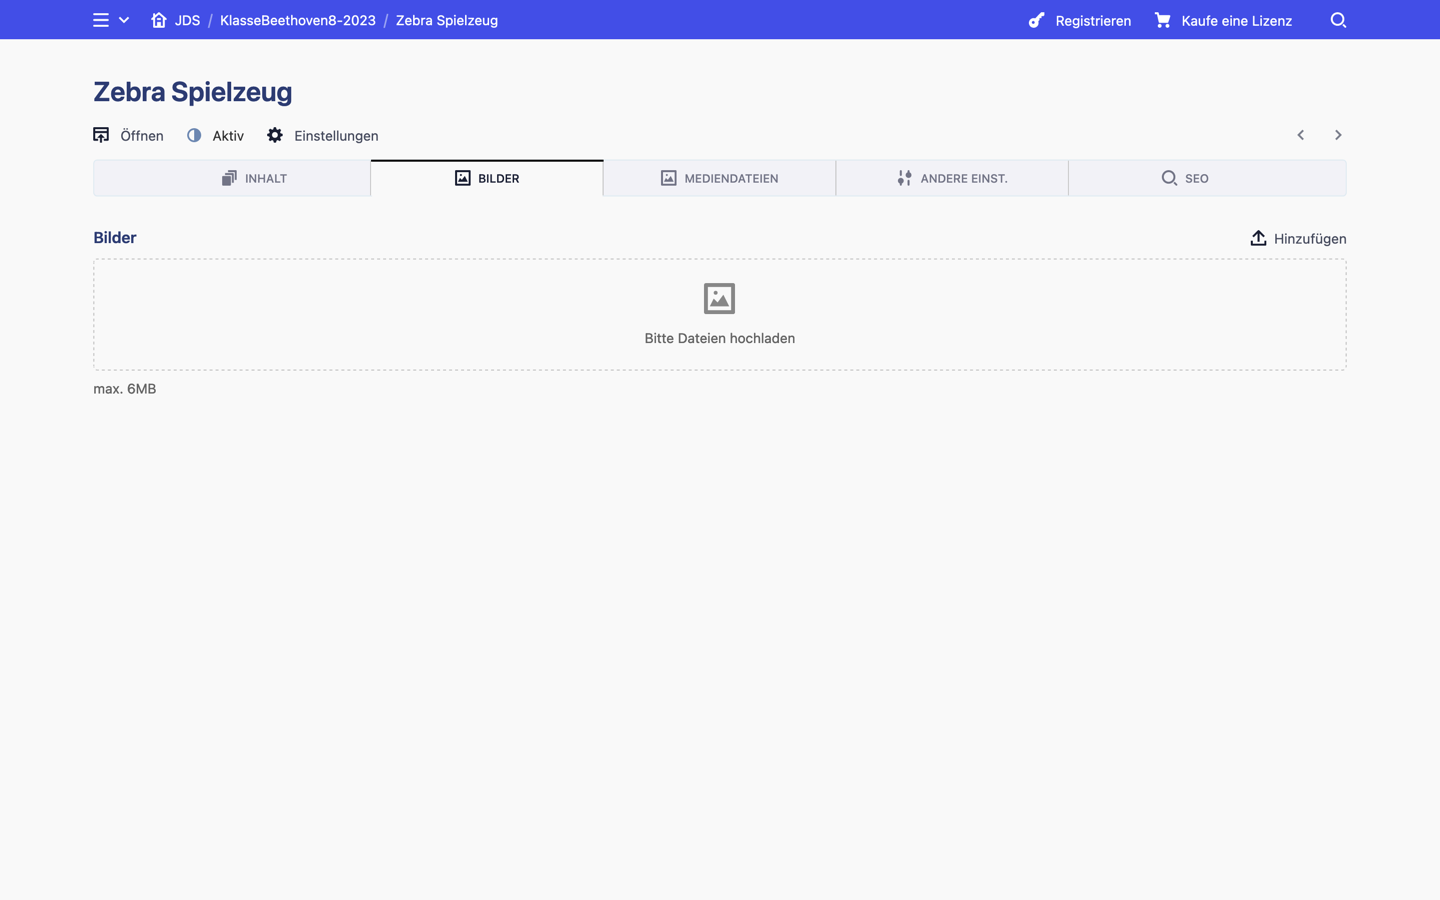 JDS / KlasseBeethoven8-2023 / Zebra Spielzeug Registrieren Kaufe eine Lizenz
Zebra Spielzeug
Öffnen Aktiv Einstellungen
INHALT BILDER MEDIENDATEIEN ANDERE EINST. SEO
Bilder Hinzufügen
Bitte Dateien hochladen
max. 6MB